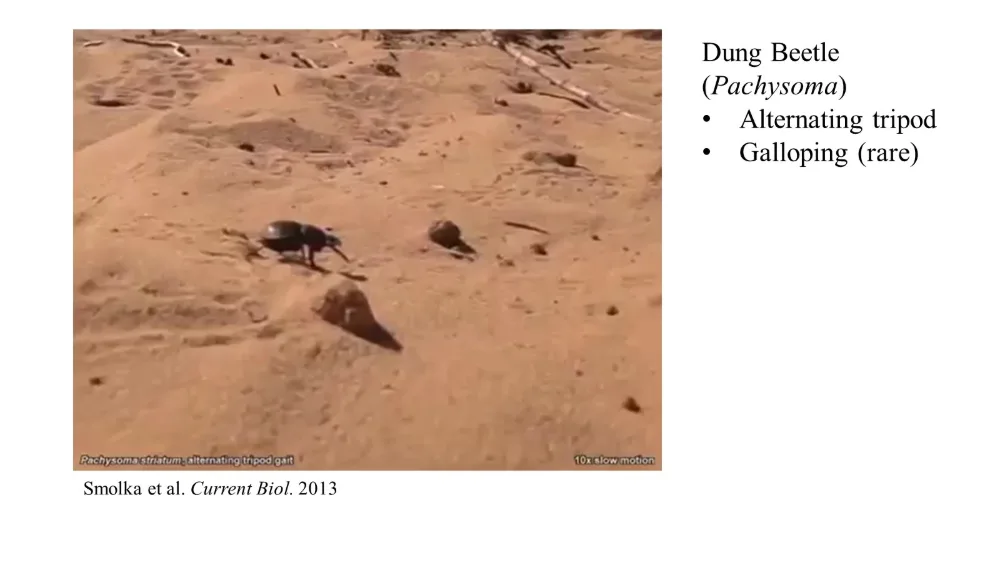 Dung Beetle
(Pachysoma)
• Alternating tripod
• Galloping (rare)
Pachysoma striatum, alternating tripod gait
10x slow motion
Smolka et al. Current Biol. 2013